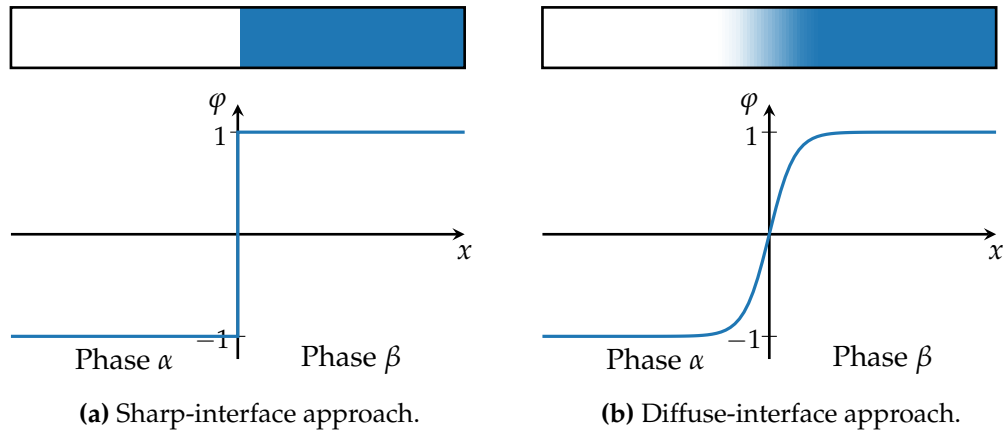 φ
1
x
−1
Phase α
Phase β
(a) Sharp-interface approach.
φ
1
x
−1
Phase α
Phase β
(b) Diffuse-interface approach.